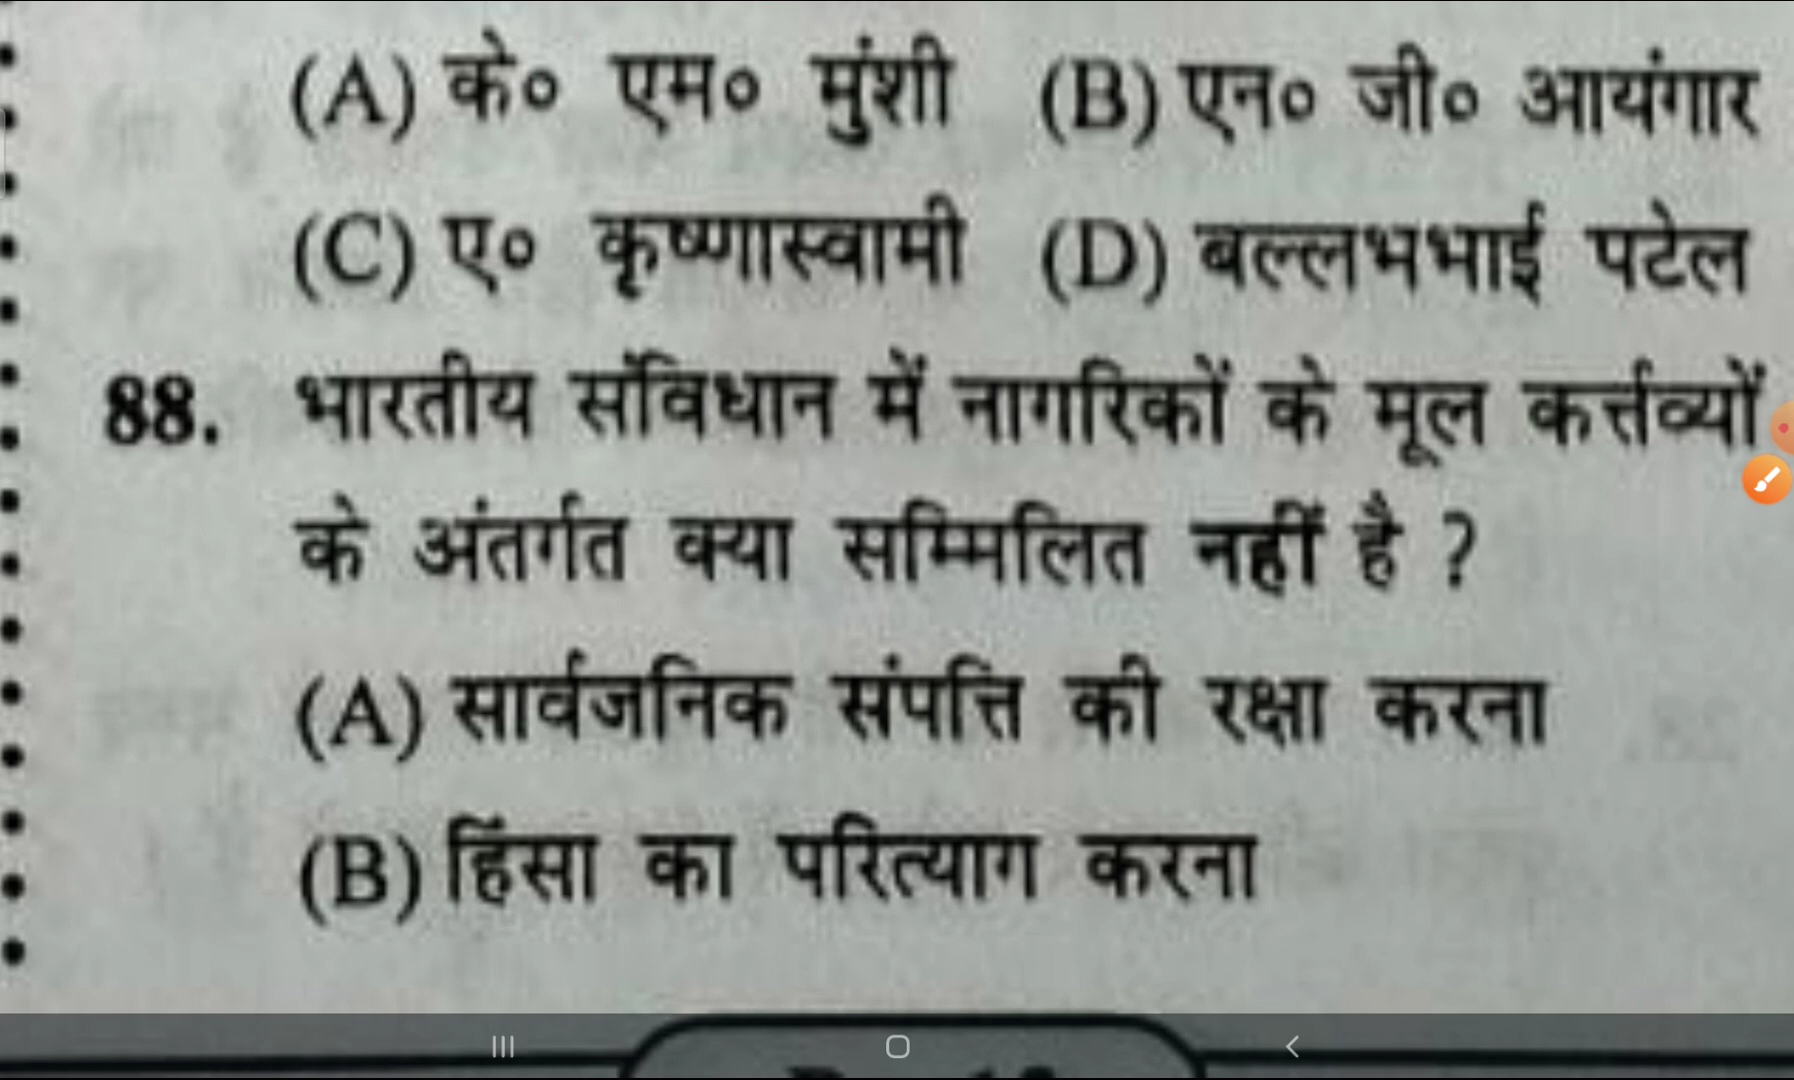 (A) के० एम० मुंशी (B) एन० जी० आयंगार
(C) ए० कृष्णास्वामी (D) बल्लभभाई पटेल
88. भारतीय संविधान में नागरिकों के मूल कर्त्तव्यों
के अंतर्गत क्या सम्मिलित नहीं है ?
(A) सार्वजनिक संपत्ति की रक्षा करना
(B) हिंसा का परित्याग करना